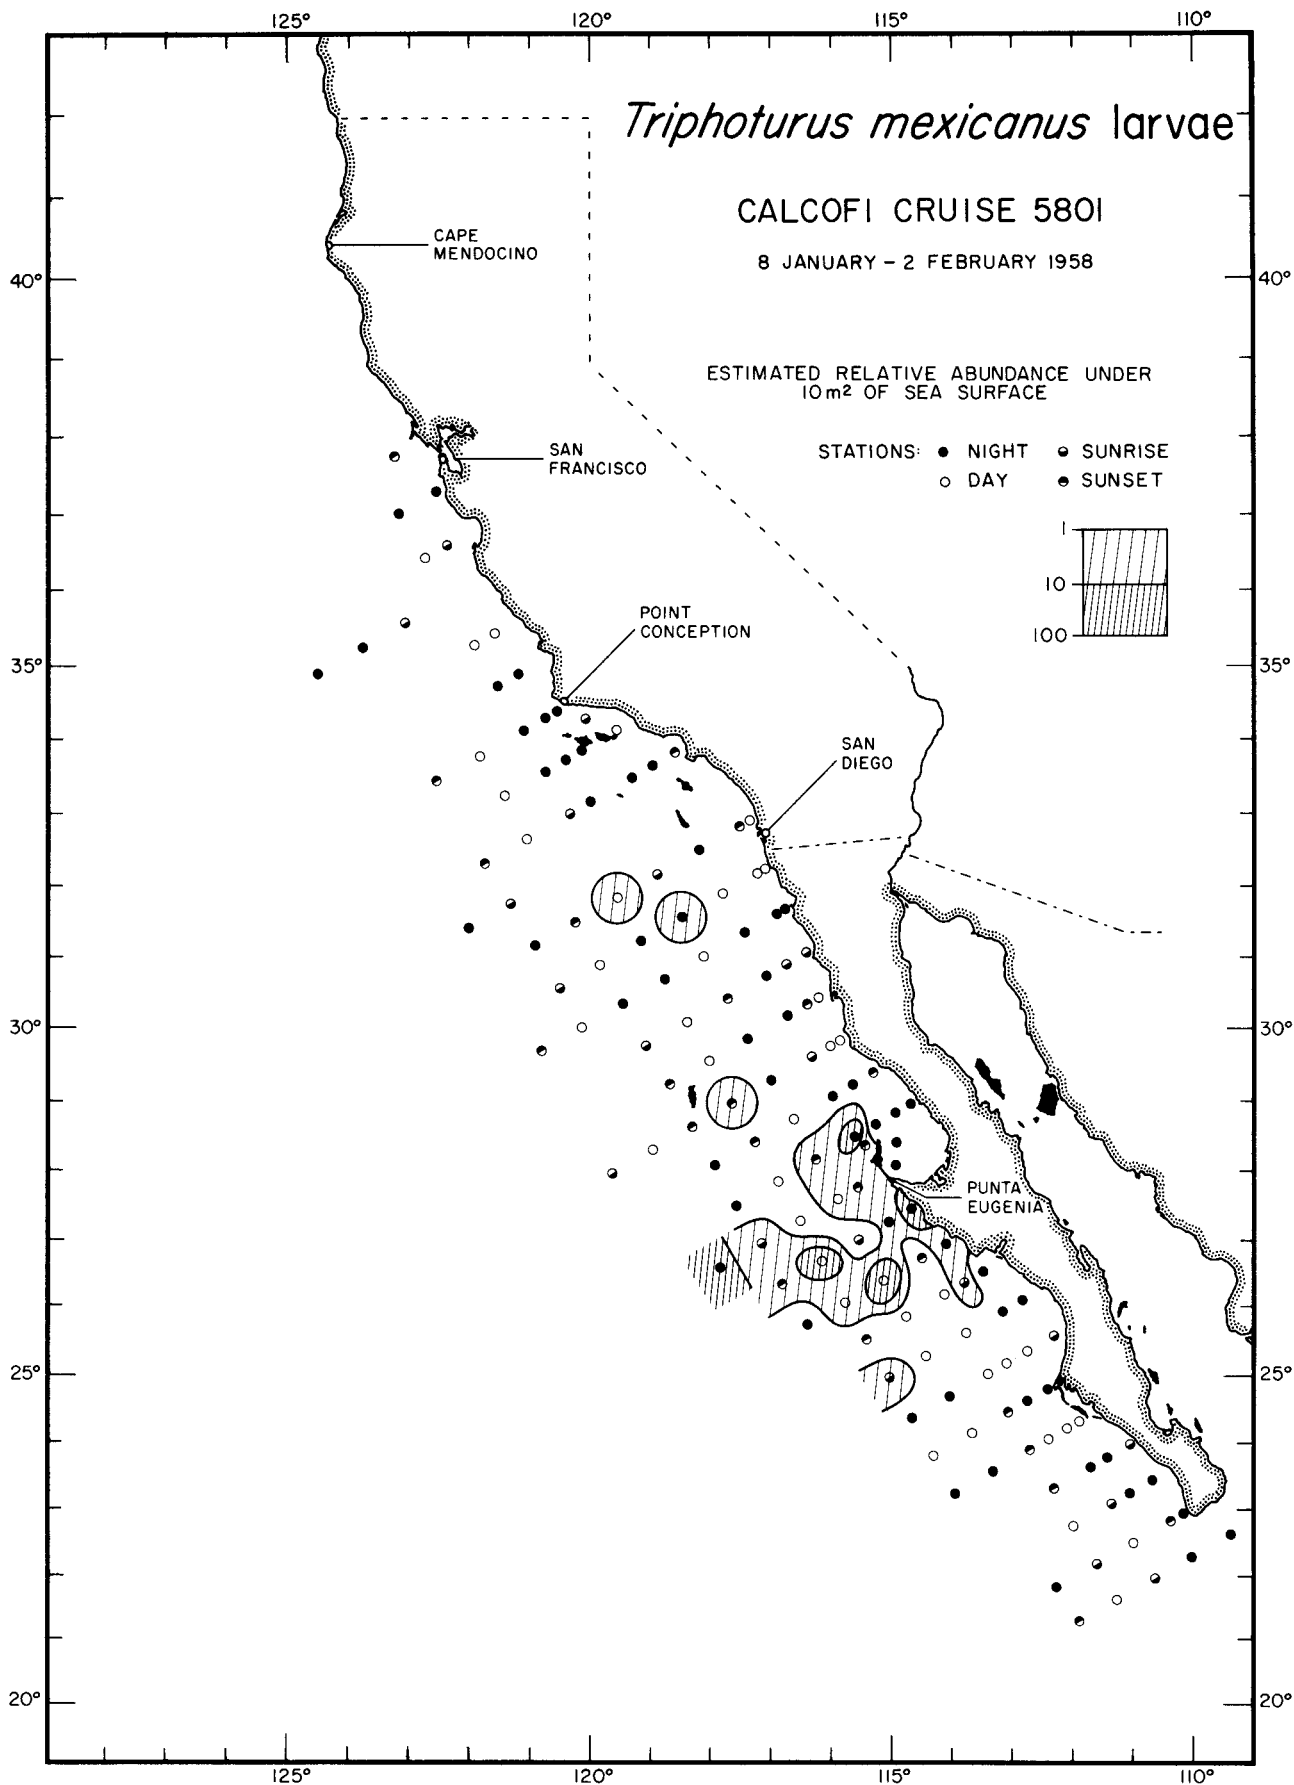 125° 120° 115° 110°
Triphoturus mexicanus larvae
CALCOFI CRUISE 5801
8 JANUARY – 2 FEBRUARY 1958
CAPE
MENDOCINO
40° 40°
ESTIMATED RELATIVE ABUNDANCE UNDER
10m² OF SEA SURFACE
STATIONS: NIGHT SUNRISE
DAY SUNSET
SAN
FRANCISCO
1
10
100
POINT
CONCEPTION
35° 35°
SAN
DIEGO
30° 30°
PUNTA
EUGENIA
25° 25°
20° 20°
125° 120° 115° 110°